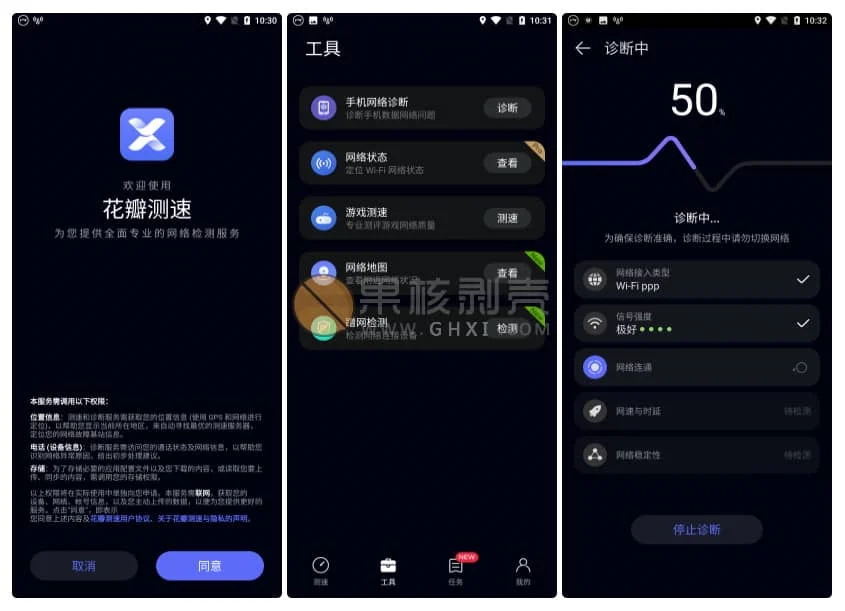 10:30
欢迎使用
花瓣测速
为您提供全面专业的网络检测服务
本服务需调用以下权限：
位置信息：测速和诊断服务需获取您的位置信息 (使用 GPS 和网络进行
定位)，以帮助您显示当前所在地区，来自动寻找最优的测速服务器，
定位您的网络故障基站信息。
电话 (设备信息)：诊断服务需访问您的通话状态及网络信息，以帮助您
识别网络异常原因，给出初步处理建议。
存储：为了存储必要的应用配置文件以及您下载的内容，或读取您要上
传、同步的内容，需调用您的存储权限。
以上权限将在实际使用中单独向您申请。本服务需联网，获取您的
设备、网络、帐号信息，以及您主动上传的数据，以便为您提供更好的
服务。点击“同意”，即表示
您同意上述内容及花瓣测速用户协议、关于花瓣测速与隐私的声明。
取消
同意
10:31
工具
手机网络诊断
诊断手机数据网络问题
诊断
网络状态
定位 Wi-Fi 网络状态
查看
Pro
游戏测速
专业测评游戏网络质量
测速
网络地图
查看附近网络状况
查看
蹭网检测
检测网络连接设备
检测
果核剥壳
WWW.GHXI.COM
测速
工具
NEW
任务
我的
10:32
诊断中
50%
诊断中...
为确保诊断准确，诊断过程中请勿切换网络
网络接入类型
Wi-Fi ppp
信号强度
极好
网络连通
网速与时延
待检测
网络稳定性
待检测
停止诊断